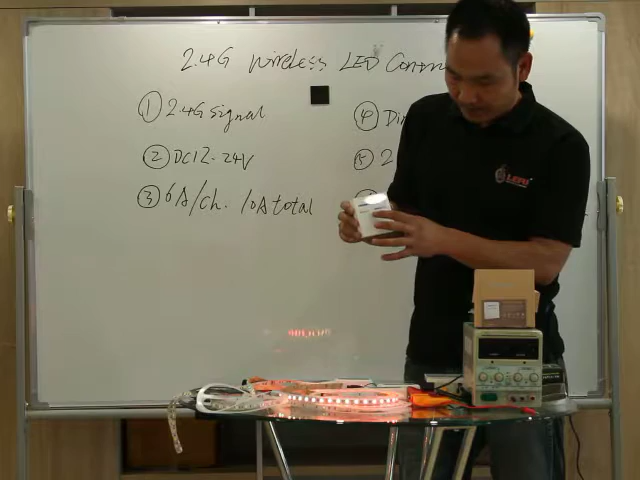 2.4G Wireless LED Contr
① 2.4G Signal
② DC12-24V
③ 6A/ch. 10A total
④ Di
⑤ 2